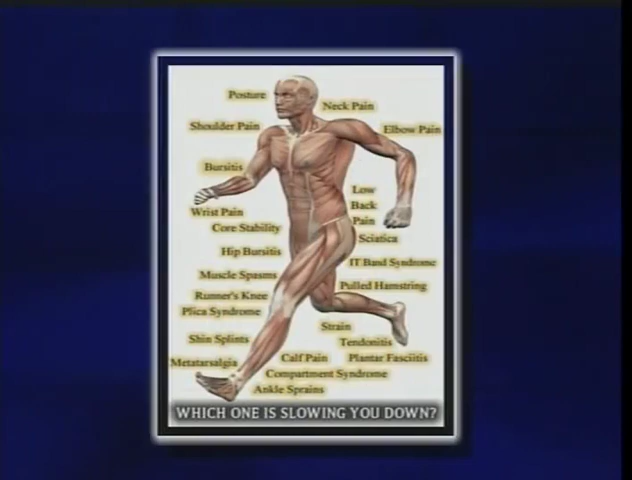 Posture
Neck Pain
Shoulder Pain
Elbow Pain
Bursitis
Low
Back
Pain
Wrist Pain
Core Stability
Sciatica
Hip Bursitis
IT Band Syndrome
Muscle Spasms
Pulled Hamstring
Runner's Knee
Plica Syndrome
Strain
Shin Splints
Tendonitis
Metatarsalgia
Calf Pain
Plantar Fasciitis
Compartment Syndrome
Ankle Sprains
WHICH ONE IS SLOWING YOU DOWN?